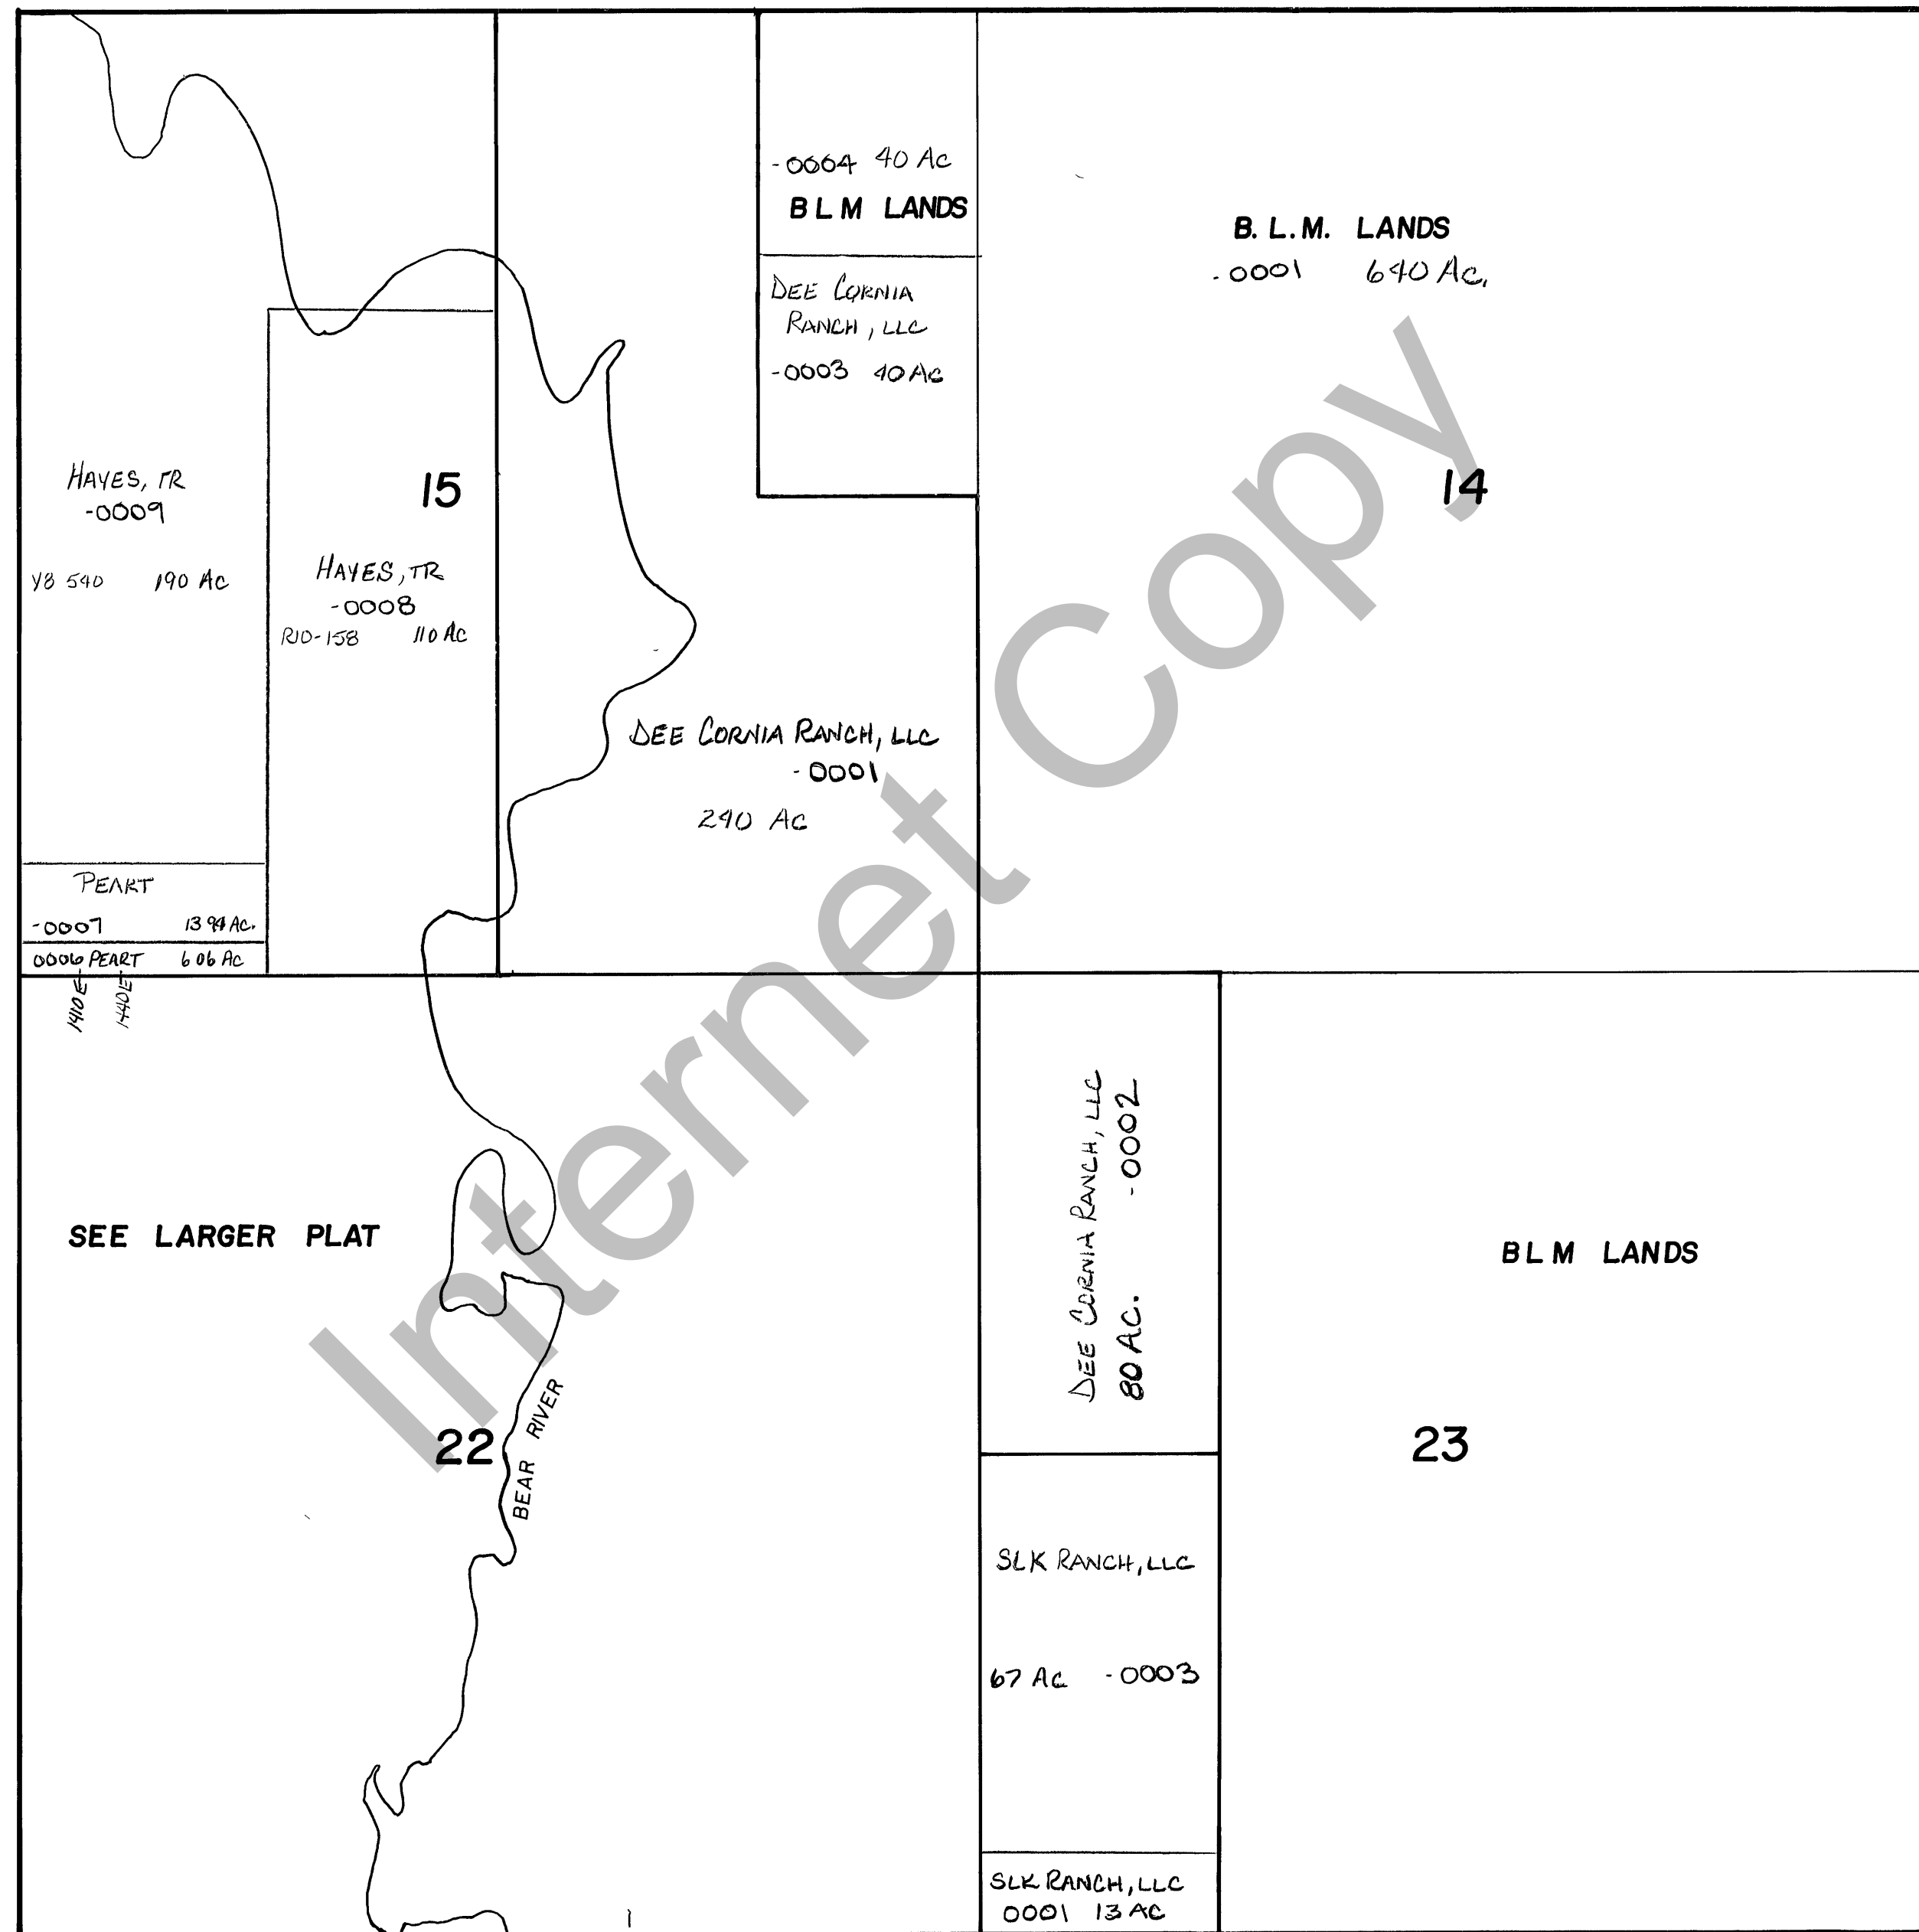 -0004 40 AC
BLM LANDS
DEE CORNIA
RANCH, LLC
-0003 40 AC
B.L.M. LANDS
-0001 640 Ac.
14
HAYES, TR
-0009
Y8 540 190 AC
15
HAYES, TR
-0008
R10-158 110 AC
DEE CORNIA RANCH, LLC
-0001
240 AC
PEART
-0007 13 94 AC.
0006 PEART 6 06 AC
1410E
1440E
SEE LARGER PLAT
22
BEAR RIVER
DEE CORNIA RANCH, LLC
80 AC. -0002
BLM LANDS
23
SLK RANCH, LLC
67 AC -0003
SLK RANCH, LLC
0001 13 AC
Internet Copy